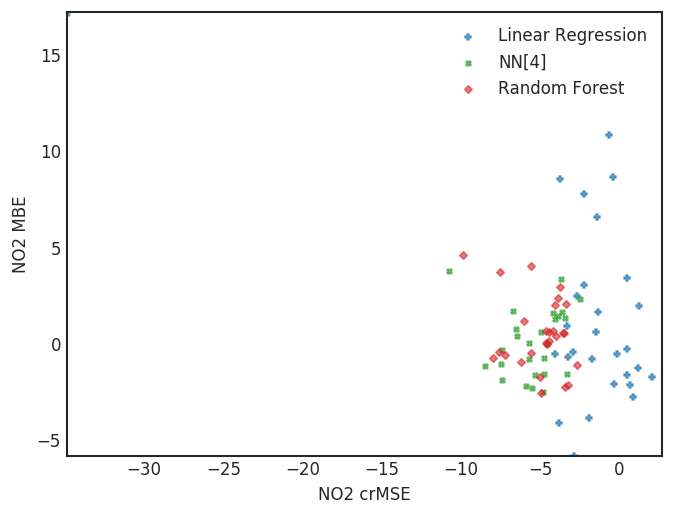 Linear Regression
NN[4]
Random Forest
15
10
5
0
−5
NO2 MBE
−30
−25
−20
−15
−10
−5
0
NO2 crMSE